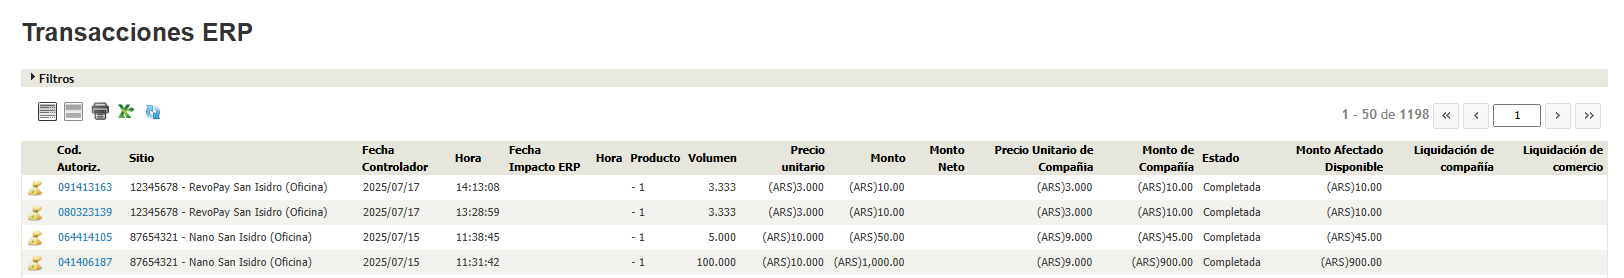 Transacciones ERP
Filtros
1 - 50 de 1198 « ‹ 1 › »
Cod. Autoriz. Sitio Fecha Controlador Hora Fecha Impacto ERP Hora Producto Volumen Precio unitario Monto Monto Neto Precio Unitario de Compañía Monto de Compañía Estado Monto Afectado Disponible Liquidación de compañía Liquidación de comercio
091413163 12345678 - RevoPay San Isidro (Oficina) 2025/07/17 14:13:08 - 1 3.333 (ARS)3.000 (ARS)10.00 (ARS)3.000 (ARS)10.00 Completada (ARS)10.00
080323139 12345678 - RevoPay San Isidro (Oficina) 2025/07/17 13:28:59 - 1 3.333 (ARS)3.000 (ARS)10.00 (ARS)3.000 (ARS)10.00 Completada (ARS)10.00
064414105 87654321 - Nano San Isidro (Oficina) 2025/07/15 11:38:45 - 1 5.000 (ARS)10.000 (ARS)50.00 (ARS)9.000 (ARS)45.00 Completada (ARS)45.00
041406187 87654321 - Nano San Isidro (Oficina) 2025/07/15 11:31:42 - 1 100.000 (ARS)10.000 (ARS)1,000.00 (ARS)9.000 (ARS)900.00 Completada (ARS)900.00